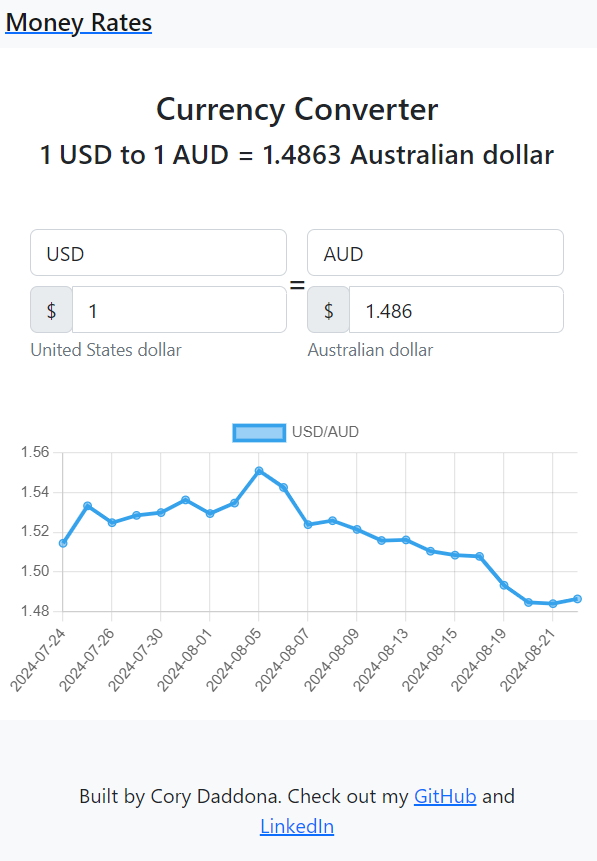 Money Rates
Currency Converter
1 USD to 1 AUD = 1.4863 Australian dollar
USD
AUD
$ 1
=
$ 1.486
United States dollar
Australian dollar
USD/AUD
1.56
1.54
1.52
1.50
1.48
2024-07-24
2024-07-26
2024-07-30
2024-08-01
2024-08-05
2024-08-07
2024-08-09
2024-08-13
2024-08-15
2024-08-19
2024-08-21
Built by Cory Daddona. Check out my GitHub and
LinkedIn